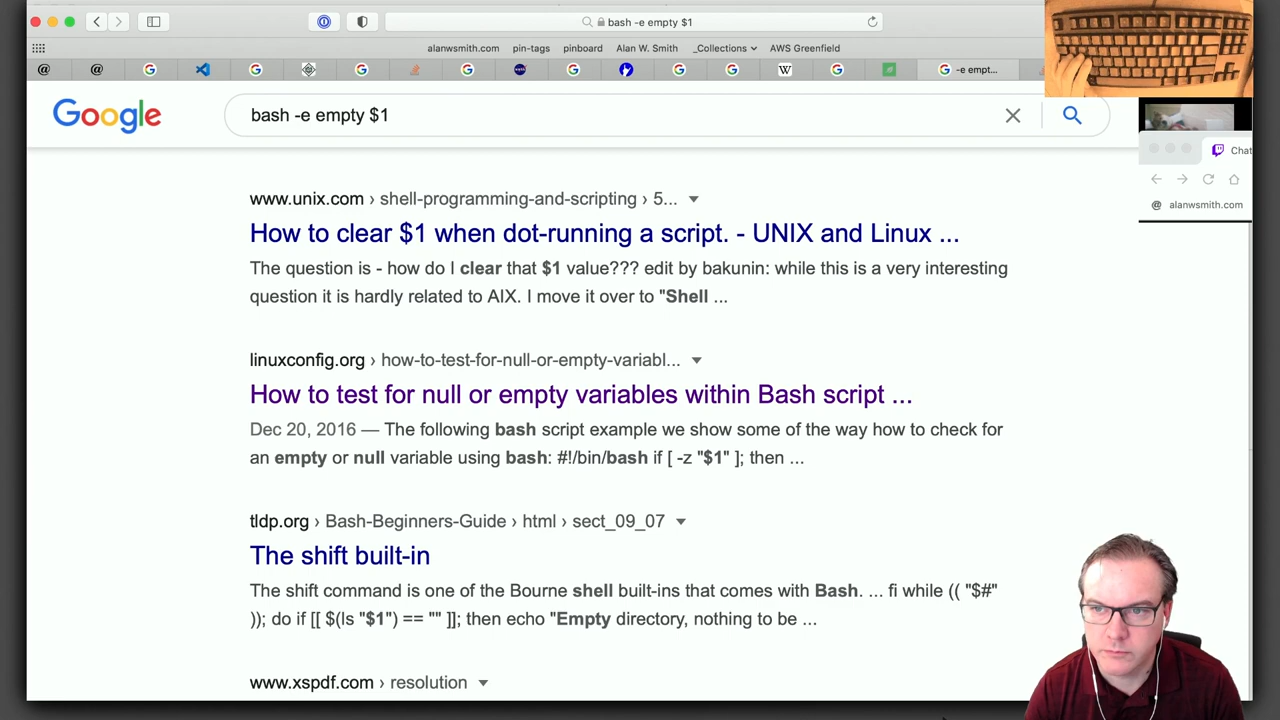 bash -e empty $1
alanwsmith.com pin-tags pinboard Alan W. Smith _Collections AWS Greenfield
-e empt...
Google bash -e empty $1
Chat
@ alanwsmith.com
www.unix.com › shell-programming-and-scripting › 5...
How to clear $1 when dot-running a script. - UNIX and Linux ...
The question is - how do I clear that $1 value??? edit by bakunin: while this is a very interesting
question it is hardly related to AIX. I move it over to "Shell ...
linuxconfig.org › how-to-test-for-null-or-empty-variabl...
How to test for null or empty variables within Bash script ...
Dec 20, 2016 — The following bash script example we show some of the way how to check for
an empty or null variable using bash: #!/bin/bash if [ -z "$1" ]; then ...
tldp.org › Bash-Beginners-Guide › html › sect_09_07
The shift built-in
The shift command is one of the Bourne shell built-ins that comes with Bash. ... fi while (( "$#"
)); do if [[ $(ls "$1") == "" ]]; then echo "Empty directory, nothing to be ...
www.xspdf.com › resolution